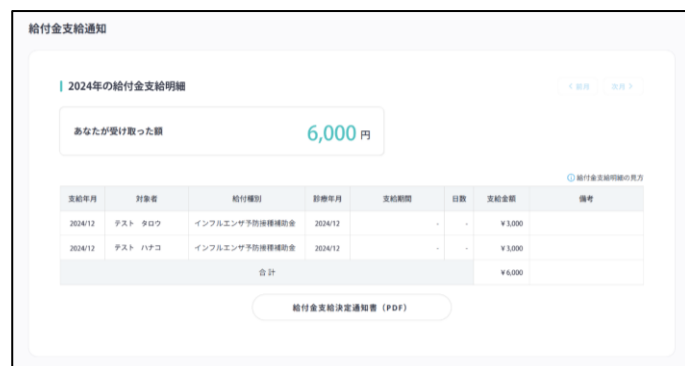 給付金支給通知
2024年の給付金支給明細
< 前月 次月 >
あなたが受け取った額 6,000 円
ⓘ 給付金支給明細の見方
支給年月 対象者 給付種別 診療年月 支給期間 日数 支給金額 備考
2024/12 テスト タロウ インフルエンザ予防接種補助金 2024/12 - - ¥3,000
2024/12 テスト ハナコ インフルエンザ予防接種補助金 2024/12 - - ¥3,000
合計 ¥6,000
給付金支給決定通知書（PDF）